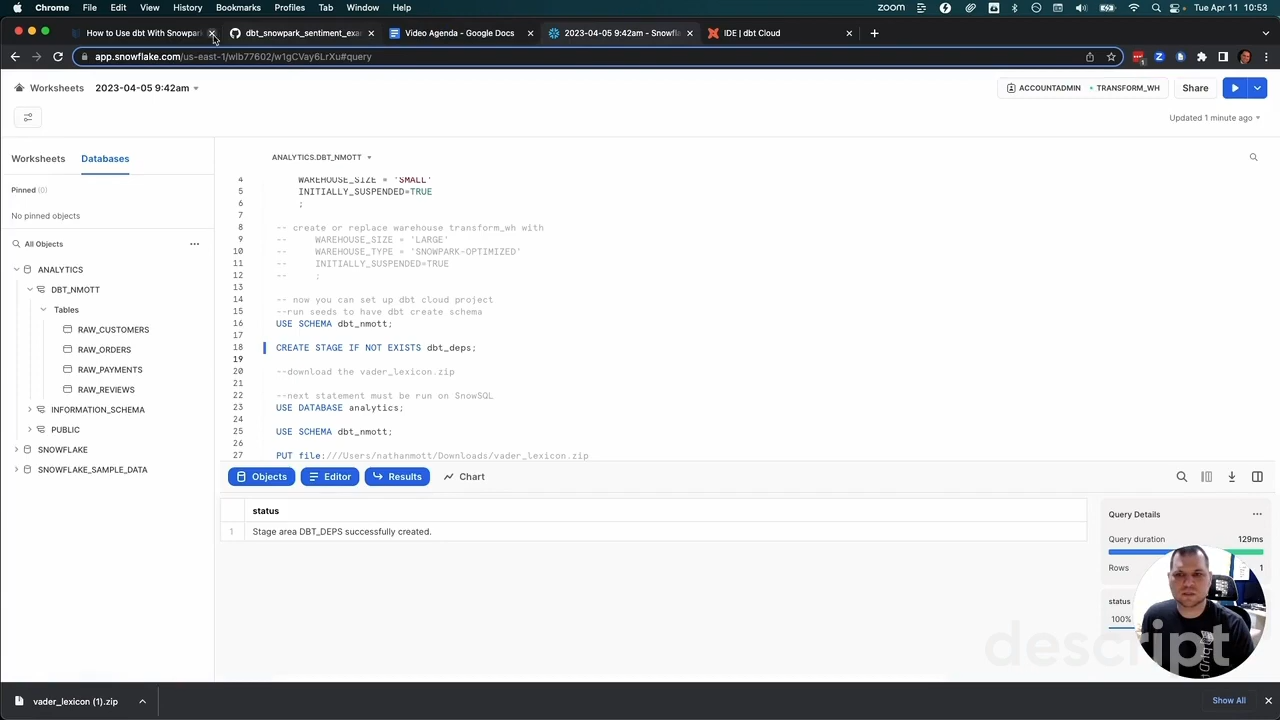 Chrome File Edit View History Bookmarks Profiles Tab Window Help zoom Tue Apr 11 10:53
How to Use dbt With Snowpark
dbt_snowpark_sentiment_exa
Video Agenda - Google Docs
2023-04-05 9:42am - Snowfla
IDE | dbt Cloud
app.snowflake.com/us-east-1/wlb77602/w1gCVay6LrXu#query
Worksheets 2023-04-05 9:42am
ACCOUNTADMIN TRANSFORM_WH Share
Updated 1 minute ago
Worksheets Databases
Pinned (0)
No pinned objects
All Objects
ANALYTICS
DBT_NMOTT
Tables
RAW_CUSTOMERS
RAW_ORDERS
RAW_PAYMENTS
RAW_REVIEWS
INFORMATION_SCHEMA
PUBLIC
SNOWFLAKE
SNOWFLAKE_SAMPLE_DATA
ANALYTICS.DBT_NMOTT
4 WAREHOUSE_SIZE = 'SMALL'
5 INITIALLY_SUSPENDED=TRUE
6 ;
7
8 -- create or replace warehouse transform_wh with
9 -- WAREHOUSE_SIZE = 'LARGE'
10 -- WAREHOUSE_TYPE = 'SNOWPARK-OPTIMIZED'
11 -- INITIALLY_SUSPENDED=TRUE
12 -- ;
13
14 -- now you can set up dbt cloud project
15 --run seeds to have dbt create schema
16 USE SCHEMA dbt_nmott;
17
18 CREATE STAGE IF NOT EXISTS dbt_deps;
19
20 --download the vader_lexicon.zip
21
22 --next statement must be run on SnowSQL
23 USE DATABASE analytics;
24
25 USE SCHEMA dbt_nmott;
26
27 PUT file:///Users/nathanmott/Downloads/vader_lexicon.zip
Objects Editor Results Chart
status
1 Stage area DBT_DEPS successfully created.
Query Details
Query duration 129ms
Rows 1
status
100%
descript
vader_lexicon (1).zip
Show All